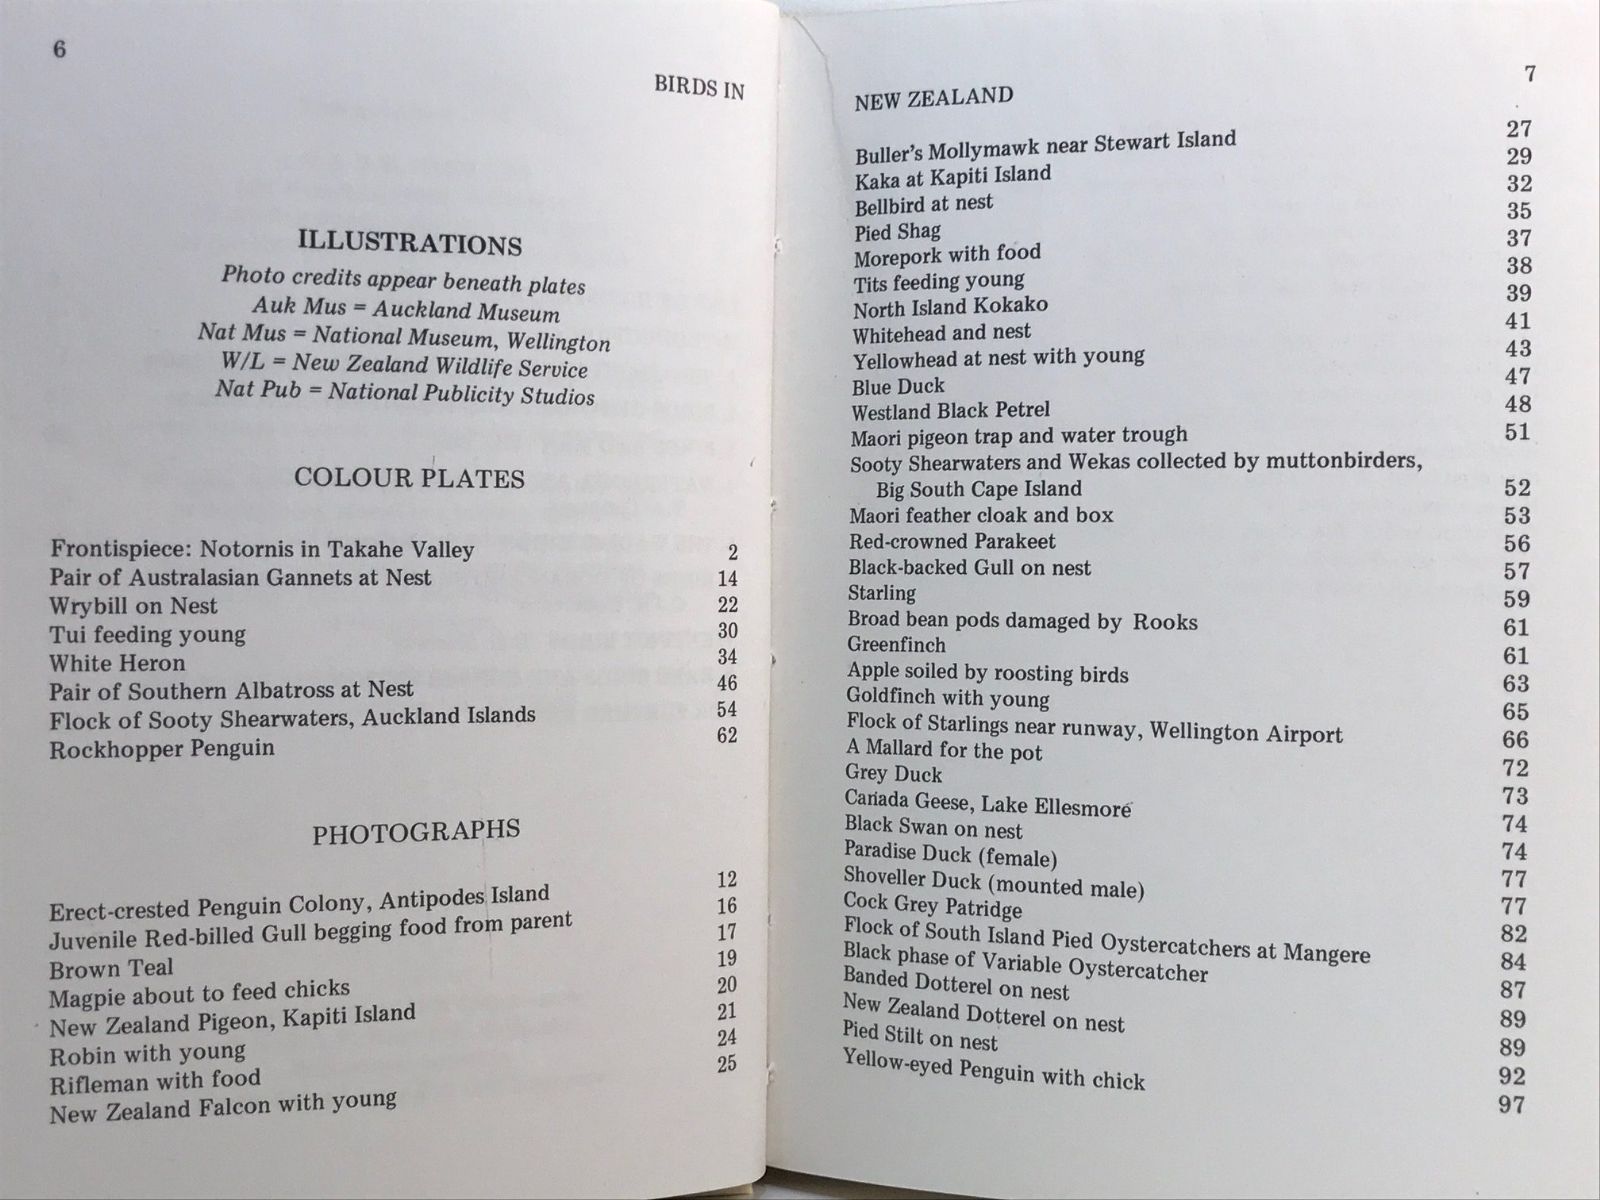 6
BIRDS IN
ILLUSTRATIONS
Photo credits appear beneath plates
Auk Mus = Auckland Museum
Nat Mus = National Museum, Wellington
W/L = New Zealand Wildlife Service
Nat Pub = National Publicity Studios
COLOUR PLATES
Frontispiece: Notornis in Takahe Valley 2
Pair of Australasian Gannets at Nest 14
Wrybill on Nest 22
Tui feeding young 30
White Heron 34
Pair of Southern Albatross at Nest 46
Flock of Sooty Shearwaters, Auckland Islands 54
Rockhopper Penguin 62
PHOTOGRAPHS
Erect-crested Penguin Colony, Antipodes Island 12
Juvenile Red-billed Gull begging food from parent 16
Brown Teal 17
Magpie about to feed chicks 19
New Zealand Pigeon, Kapiti Island 20
Robin with young 21
Rifleman with food 24
New Zealand Falcon with young 25
7
NEW ZEALAND
Buller's Mollymawk near Stewart Island 27
Kaka at Kapiti Island 29
Bellbird at nest 32
Pied Shag 35
Morepork with food 37
Tits feeding young 38
North Island Kokako 39
Whitehead and nest 41
Yellowhead at nest with young 43
Blue Duck 47
Westland Black Petrel 48
Maori pigeon trap and water trough 51
Sooty Shearwaters and Wekas collected by muttonbirders,
Big South Cape Island 52
Maori feather cloak and box 53
Red-crowned Parakeet 56
Black-backed Gull on nest 57
Starling 59
Broad bean pods damaged by Rooks 61
Greenfinch 61
Apple soiled by roosting birds 63
Goldfinch with young 65
Flock of Starlings near runway, Wellington Airport 66
A Mallard for the pot 72
Grey Duck 73
Canada Geese, Lake Ellesmore 74
Black Swan on nest 74
Paradise Duck (female) 77
Shoveller Duck (mounted male) 77
Cock Grey Patridge 82
Flock of South Island Pied Oystercatchers at Mangere 84
Black phase of Variable Oystercatcher 87
Banded Dotterel on nest 89
New Zealand Dotterel on nest 89
Pied Stilt on nest 92
Yellow-eyed Penguin with chick 97